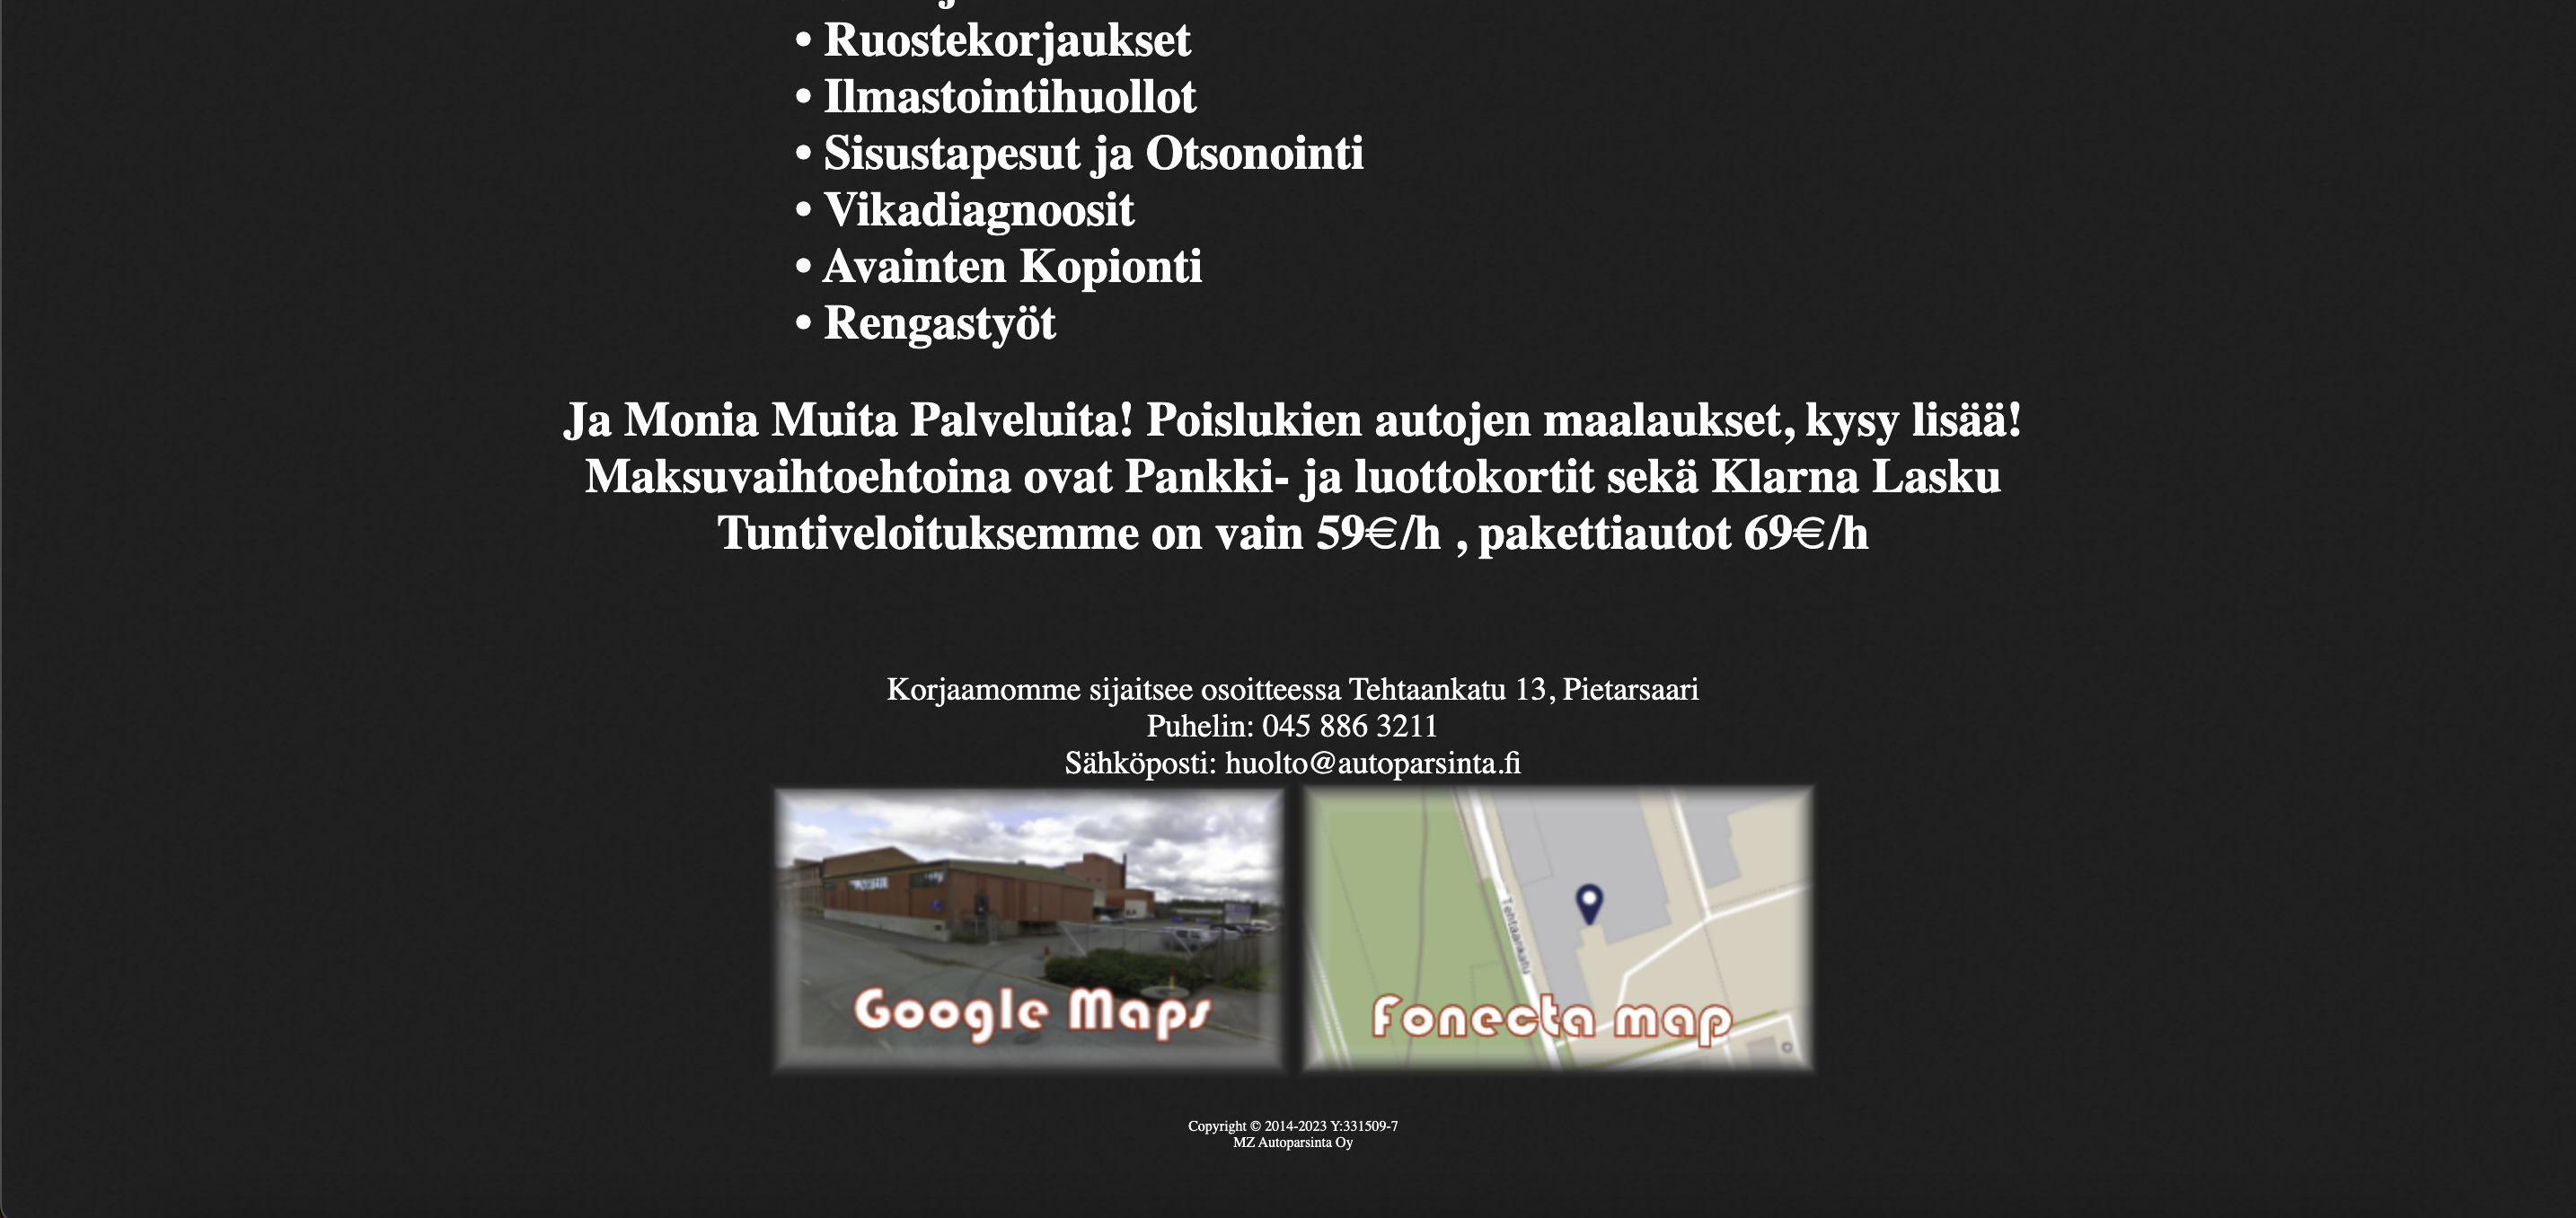 • Ruostekorjaukset
• Ilmastointihuollot
• Sisustapesut ja Otsonointi
• Vikadiagnoosit
• Avainten Kopionti
• Rengastyöt
Ja Monia Muita Palveluita! Poislukien autojen maalaukset, kysy lisää!
Maksuvaihtoehtoina ovat Pankki- ja luottokortit sekä Klarna Lasku
Tuntiveloituksemme on vain 59€/h , pakettiautot 69€/h
Korjaamomme sijaitsee osoitteessa Tehtaankatu 13, Pietarsaari
Puhelin: 045 886 3211
Sähköposti: huolto@autoparsinta.fi
Google Maps
Tehtaankatu
Fonecta map
Copyright © 2014-2023 Y:331509-7
MZ Autoparsinta Oy